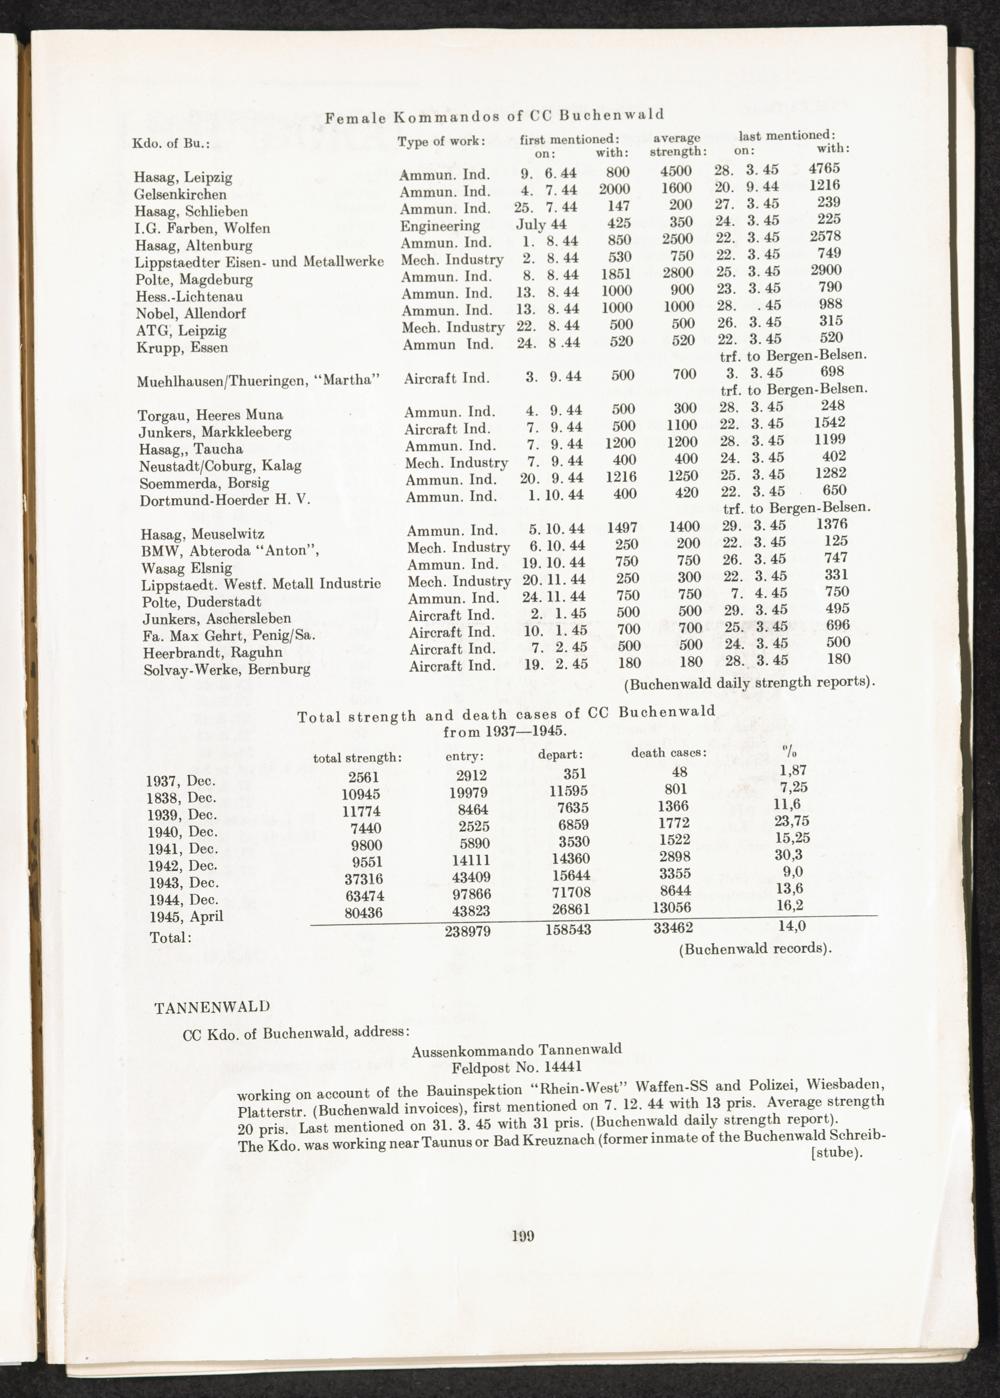 Female Kommandos of CC Buchenwald
Kdo. of Bu.: Type of work: first mentioned: average last mentioned:
on: with: strength: on: with:
Hasag, Leipzig Ammun. Ind. 9. 6. 44 800 4500 28. 3. 45 4765
Gelsenkirchen Ammun. Ind. 4. 7. 44 2000 1600 20. 9. 44 1216
Hasag, Schlieben Ammun. Ind. 25. 7. 44 147 200 27. 3. 45 239
I.G. Farben, Wolfen Engineering July 44 425 350 24. 3. 45 225
Hasag, Altenburg Ammun. Ind. 1. 8. 44 850 2500 22. 3. 45 2578
Lippstaedter Eisen- und Metallwerke Mech. Industry 2. 8. 44 530 750 22. 3. 45 749
Polte, Magdeburg Ammun. Ind. 8. 8. 44 1851 2800 25. 3. 45 2900
Hess.-Lichtenau Ammun. Ind. 13. 8. 44 1000 900 23. 3. 45 790
Nobel, Allendorf Ammun. Ind. 13. 8. 44 1000 1000 28. . 45 988
ATG, Leipzig Mech. Industry 22. 8. 44 500 500 26. 3. 45 315
Krupp, Essen Ammun Ind. 24. 8 .44 520 520 22. 3. 45 520
trf. to Bergen-Belsen.
Muehlhausen/Thueringen, “Martha” Aircraft Ind. 3. 9. 44 500 700 3. 3. 45 698
trf. to Bergen-Belsen.
Torgau, Heeres Muna Ammun. Ind. 4. 9. 44 500 300 28. 3. 45 248
Junkers, Markkleeberg Aircraft Ind. 7. 9. 44 500 1100 22. 3. 45 1542
Hasag,, Taucha Ammun. Ind. 7. 9. 44 1200 1200 28. 3. 45 1199
Neustadt/Coburg, Kalag Mech. Industry 7. 9. 44 400 400 24. 3. 45 402
Soemmerda, Borsig Ammun. Ind. 20. 9. 44 1216 1250 25. 3. 45 1282
Dortmund-Hoerder H. V. Ammun. Ind. 1. 10. 44 400 420 22. 3. 45 650
trf. to Bergen-Belsen.
Hasag, Meuselwitz Ammun. Ind. 5. 10. 44 1497 1400 29. 3. 45 1376
BMW, Abteroda “Anton”, Mech. Industry 6. 10. 44 250 200 22. 3. 45 125
Wasag Elsnig Ammun. Ind. 19. 10. 44 750 750 26. 3. 45 747
Lippstaedt. Westf. Metall Industrie Mech. Industry 20. 11. 44 250 300 22. 3. 45 331
Polte, Duderstadt Ammun. Ind. 24. 11. 44 750 750 7. 4. 45 750
Junkers, Aschersleben Aircraft Ind. 2. 1. 45 500 500 29. 3. 45 495
Fa. Max Gehrt, Penig/Sa. Aircraft Ind. 10. 1. 45 700 700 25. 3. 45 696
Heerbrandt, Raguhn Aircraft Ind. 7. 2. 45 500 500 24. 3. 45 500
Solvay-Werke, Bernburg Aircraft Ind. 19. 2. 45 180 180 28. 3. 45 180
(Buchenwald daily strength reports).
Total strength and death cases of CC Buchenwald
from 1937—1945.
total strength: entry: depart: death cases: %
1937, Dec. 2561 2912 351 48 1,87
1838, Dec. 10945 19979 11595 801 7,25
1939, Dec. 11774 8464 7635 1366 11,6
1940, Dec. 7440 2525 6859 1772 23,75
1941, Dec. 9800 5890 3530 1522 15,25
1942, Dec. 9551 14111 14360 2898 30,3
1943, Dec. 37316 43409 15644 3355 9,0
1944, Dec. 63474 97866 71708 8644 13,6
1945, April 80436 43823 26861 13056 16,2
Total: 238979 158543 33462 14,0
(Buchenwald records).
TANNENWALD
CC Kdo. of Buchenwald, address:
Aussenkommando Tannenwald
Feldpost No. 14441
working on account of the Bauinspektion “Rhein-West” Waffen-SS and Polizei, Wiesbaden,
Platterstr. (Buchenwald invoices), first mentioned on 7. 12. 44 with 13 pris. Average strength
20 pris. Last mentioned on 31. 3. 45 with 31 pris. (Buchenwald daily strength report).
The Kdo. was working near Taunus or Bad Kreuznach (former inmate of the Buchenwald Schreib-
[stube).
199